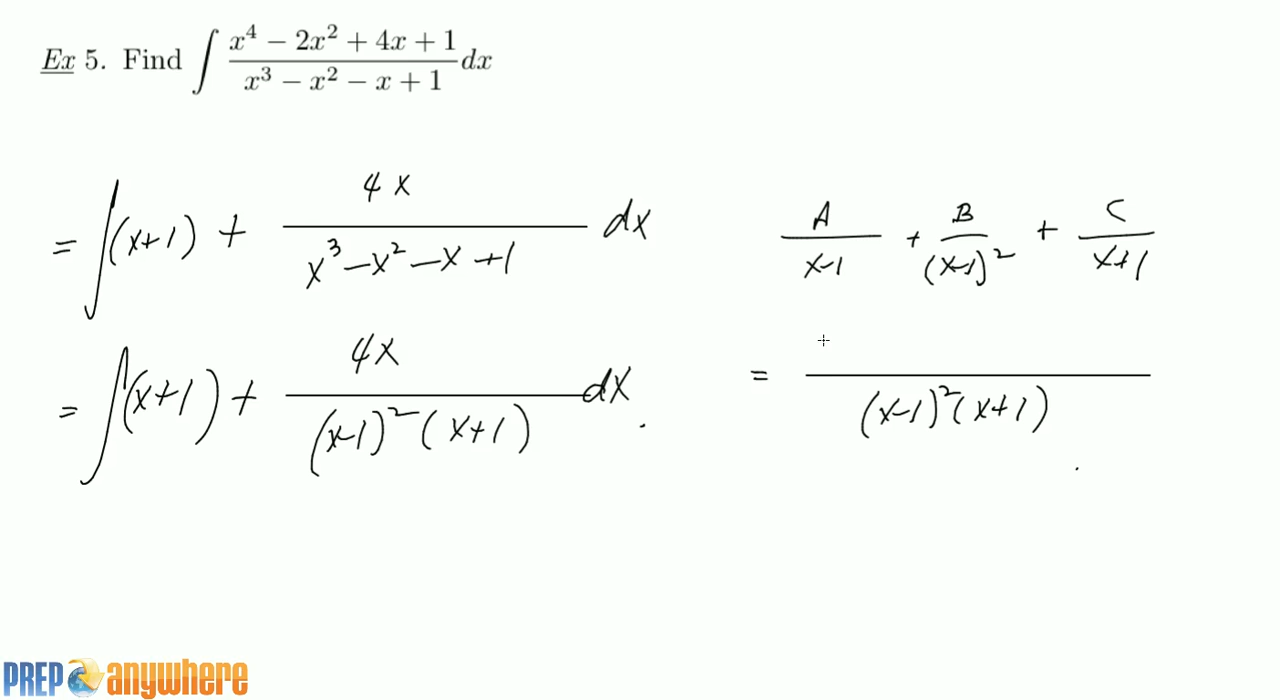 Ex 5. Find ∫ (x⁴ − 2x² + 4x + 1)/(x³ − x² − x + 1) dx
= ∫ (x+1) + 4x/(x³ − x² − x + 1) dx
A/(x-1) + B/(x-1)² + C/(x+1)
= ∫ (x+1) + 4x/((x-1)²(x+1)) dx.
= /((x-1)²(x+1))
PREP anywhere